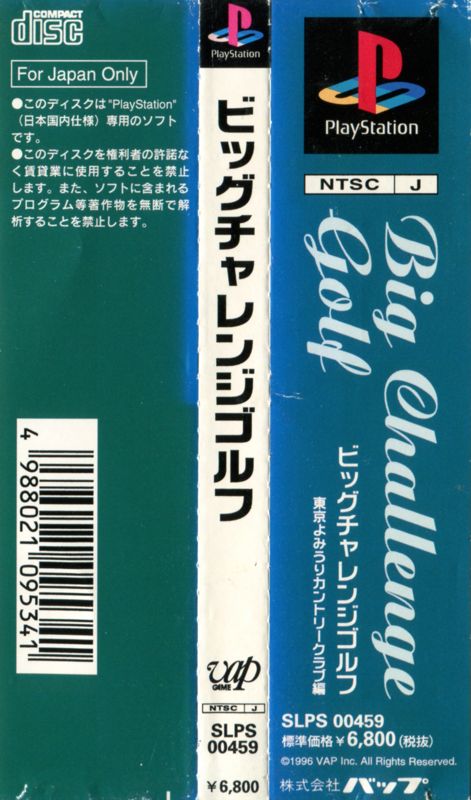 COMPACT
disc
For Japan Only
●このディスクは"PlayStation"
（日本国内仕様）専用のソフト
です。
●このディスクを権利者の許諾な
く賃貸業に使用することを禁止
します。また、ソフトに含まれる
プログラム等著作物を無断で解
析することを禁止します。
4 988021 095341
PlayStation
ビッグチャレンジゴルフ
vap
GAME
NTSC J
SLPS
00459
￥6,800
PlayStation
NTSC J
Big Challenge
Golf
ビッグチャレンジゴルフ
東京よみうりカントリークラブ編
SLPS 00459
標準価格￥6,800(税抜)
©1996 VAP Inc. All Rights Reserved.
株式会社バップ